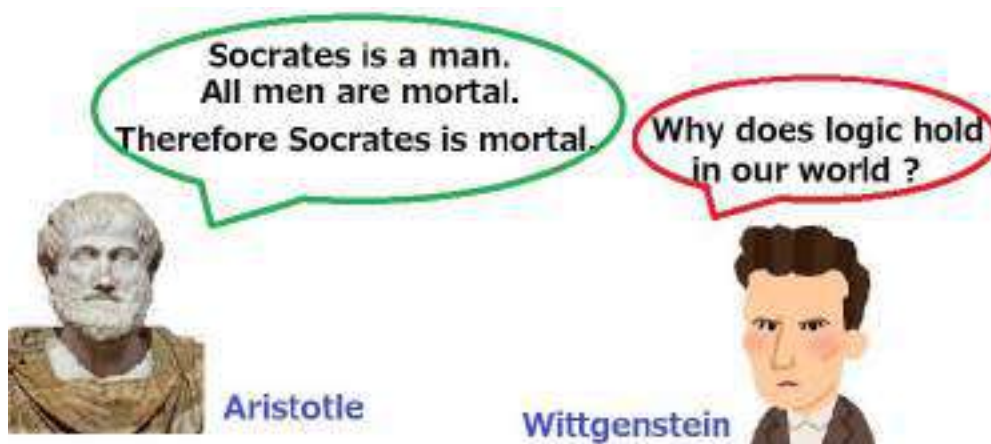 Socrates is a man.
All men are mortal.
Therefore Socrates is mortal.
Why does logic hold
in our world ?
Aristotle
Wittgenstein